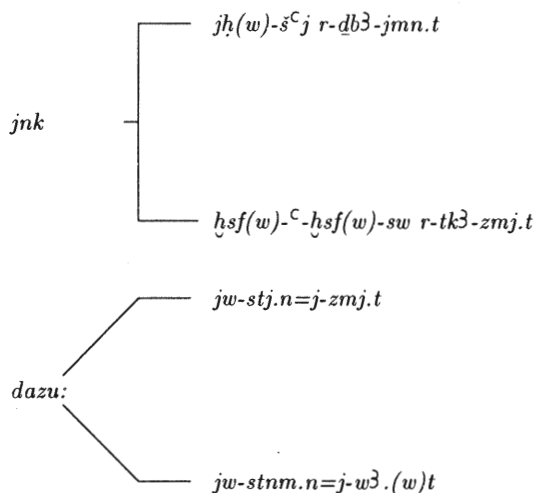 jḥ(w)-šꜥj r-ḏbꜣ-jmn.t
jnk
ḫsf(w)-ꜥ-ḫsf(w)-sw r-tkꜣ-zmj.t
jw-stj.n=j-zmj.t
dazu:
jw-stnm.n=j-wꜣ.(w)t